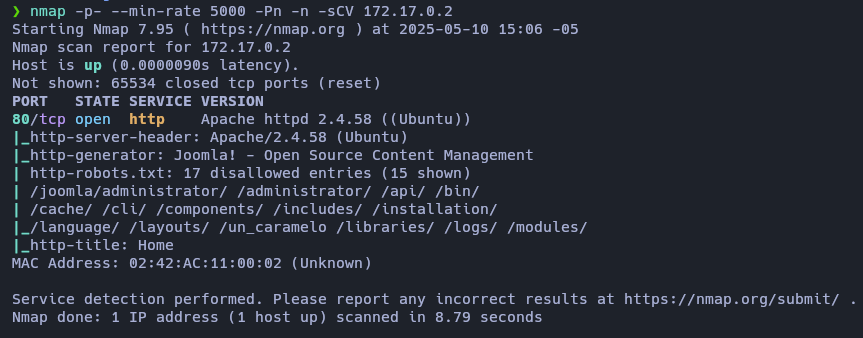 ❯ nmap -p- --min-rate 5000 -Pn -n -sCV 172.17.0.2
Starting Nmap 7.95 ( https://nmap.org ) at 2025-05-10 15:06 -05
Nmap scan report for 172.17.0.2
Host is up (0.0000090s latency).
Not shown: 65534 closed tcp ports (reset)
PORT   STATE SERVICE VERSION
80/tcp open  http    Apache httpd 2.4.58 ((Ubuntu))
|_http-server-header: Apache/2.4.58 (Ubuntu)
|_http-generator: Joomla! - Open Source Content Management
| http-robots.txt: 17 disallowed entries (15 shown)
| /joomla/administrator/ /administrator/ /api/ /bin/
| /cache/ /cli/ /components/ /includes/ /installation/
|_/language/ /layouts/ /un_caramelo /libraries/ /logs/ /modules/
|_http-title: Home
MAC Address: 02:42:AC:11:00:02 (Unknown)
Service detection performed. Please report any incorrect results at https://nmap.org/submit/ .
Nmap done: 1 IP address (1 host up) scanned in 8.79 seconds